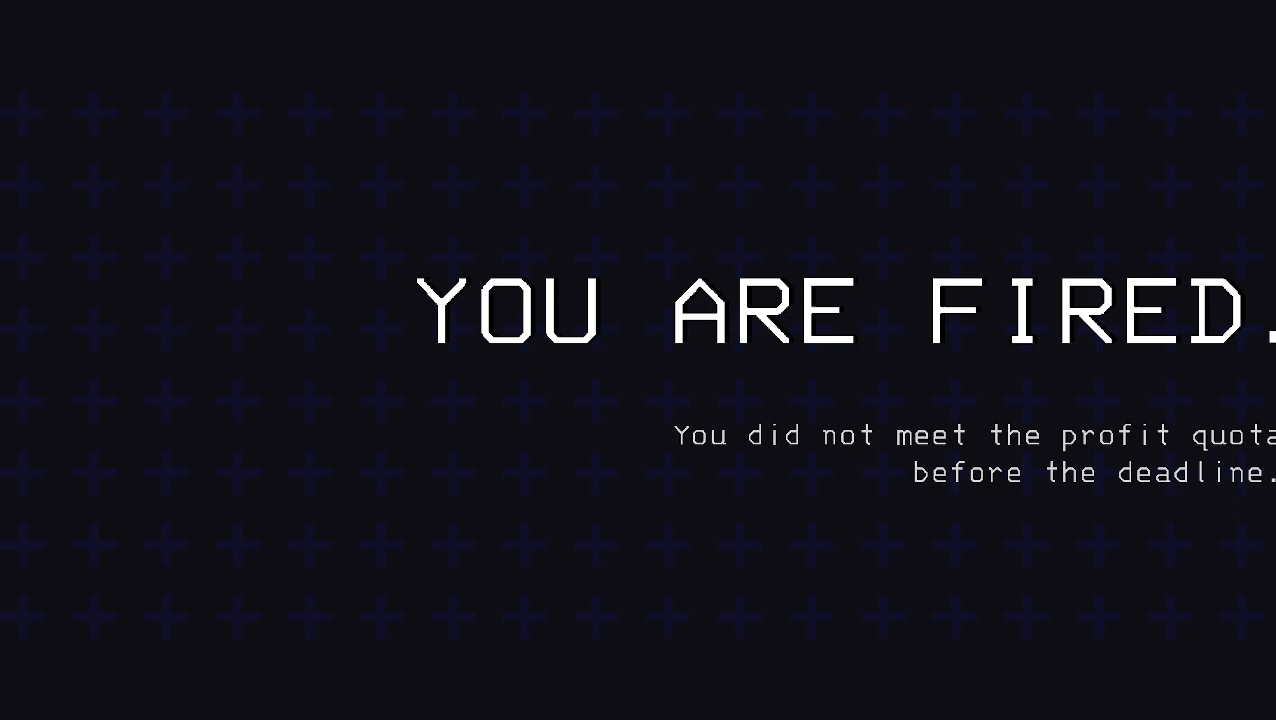 YOU ARE FIRED.
You did not meet the profit quota
before the deadline.